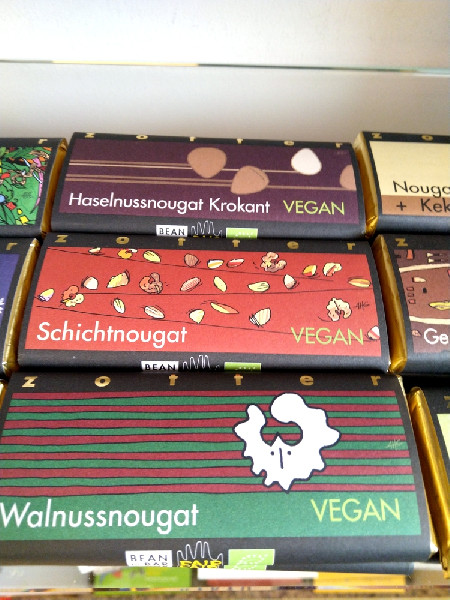 r
zotter
Haselnussnougat Krokant VEGAN
BEAN
z
Nouga
+ Kek
r
zotter
Schichtnougat VEGAN
BEAN
z
Ge
zotter
Walnussnougat VEGAN
BEAN
BAR
FAIR